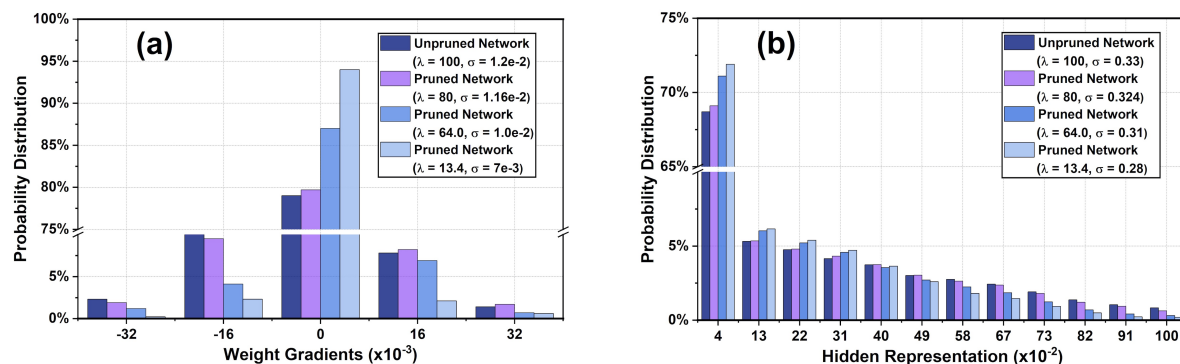 (a)
Unpruned Network
(λ = 100, σ = 1.2e-2)
Pruned Network
(λ = 80, σ = 1.16e-2)
Pruned Network
(λ = 64.0, σ = 1.0e-2)
Pruned Network
(λ = 13.4, σ = 7e-3)
Probability Distribution
100%
95%
90%
85%
80%
75%
5%
0%
-32 -16 0 16 32
Weight Gradients (x10-3)
(b)
Unpruned Network
(λ = 100, σ = 0.33)
Pruned Network
(λ = 80, σ = 0.324)
Pruned Network
(λ = 64.0, σ = 0.31)
Pruned Network
(λ = 13.4, σ = 0.28)
Probability Distribution
75%
70%
65%
5%
0%
4 13 22 31 40 49 58 67 73 82 91 100
Hidden Representation (x10-2)